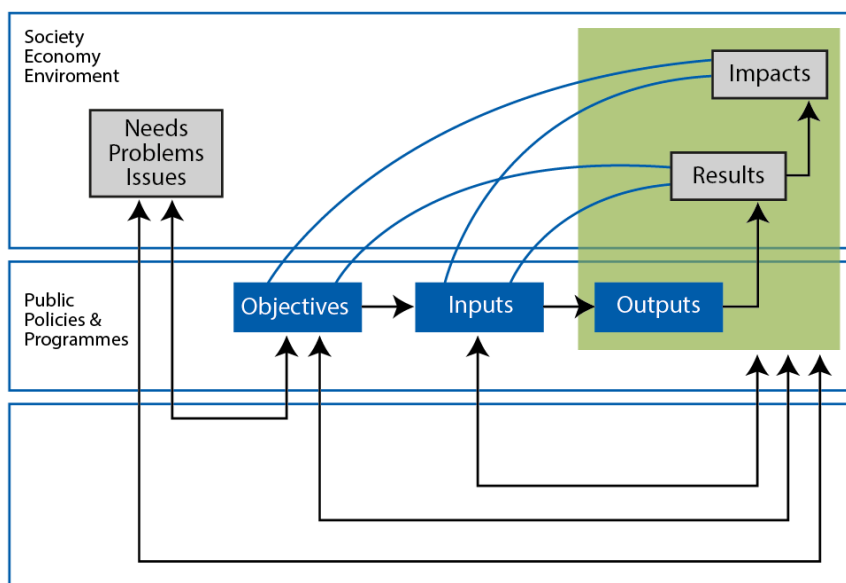 Society
Economy
Enviroment
Impacts
Needs
Problems
Issues
Results
Public
Policies &
Programmes
Objectives
Inputs
Outputs